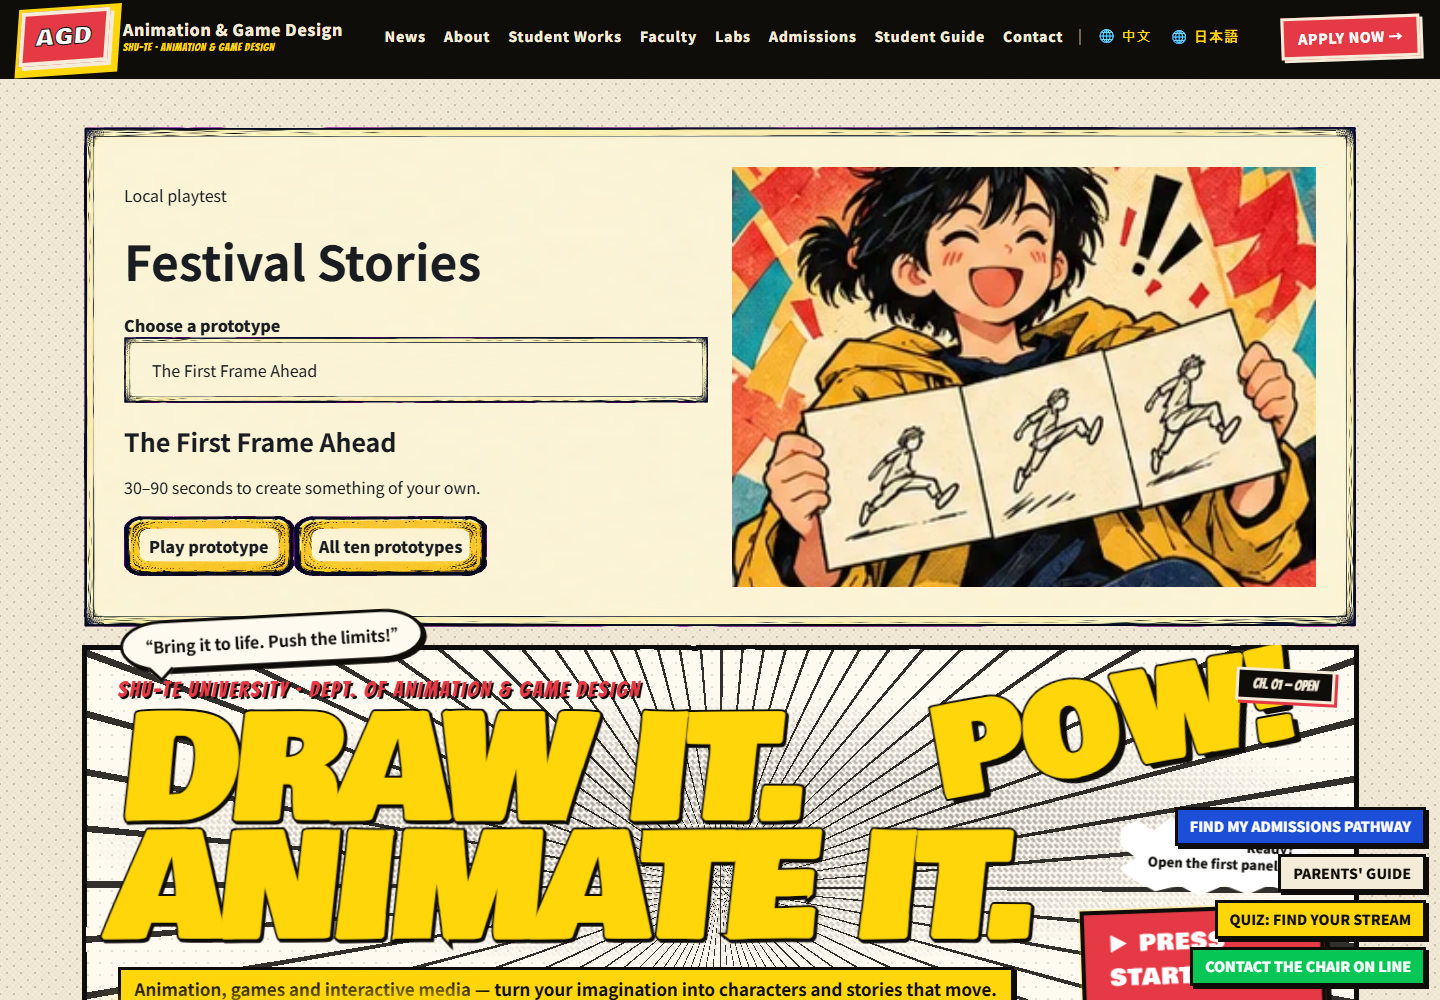 AGD
Animation & Game Design
SHU-TE · ANIMATION & GAME DESIGN
News
About
Student Works
Faculty
Labs
Admissions
Student Guide
Contact
中文
日本語
APPLY NOW →
Local playtest
Festival Stories
Choose a prototype
The First Frame Ahead
The First Frame Ahead
30–90 seconds to create something of your own.
Play prototype
All ten prototypes
!!
“Bring it to life. Push the limits!”
SHU-TE UNIVERSITY · DEPT. OF ANIMATION & GAME DESIGN
POW!
CH. 01 — OPEN
DRAW IT.
ANIMATE IT.
Ready?
Open the first panel
FIND MY ADMISSIONS PATHWAY
PARENTS' GUIDE
QUIZ: FIND YOUR STREAM
CONTACT THE CHAIR ON LINE
▶ PRESS
START
Animation, games and interactive media — turn your imagination into characters and stories that move.